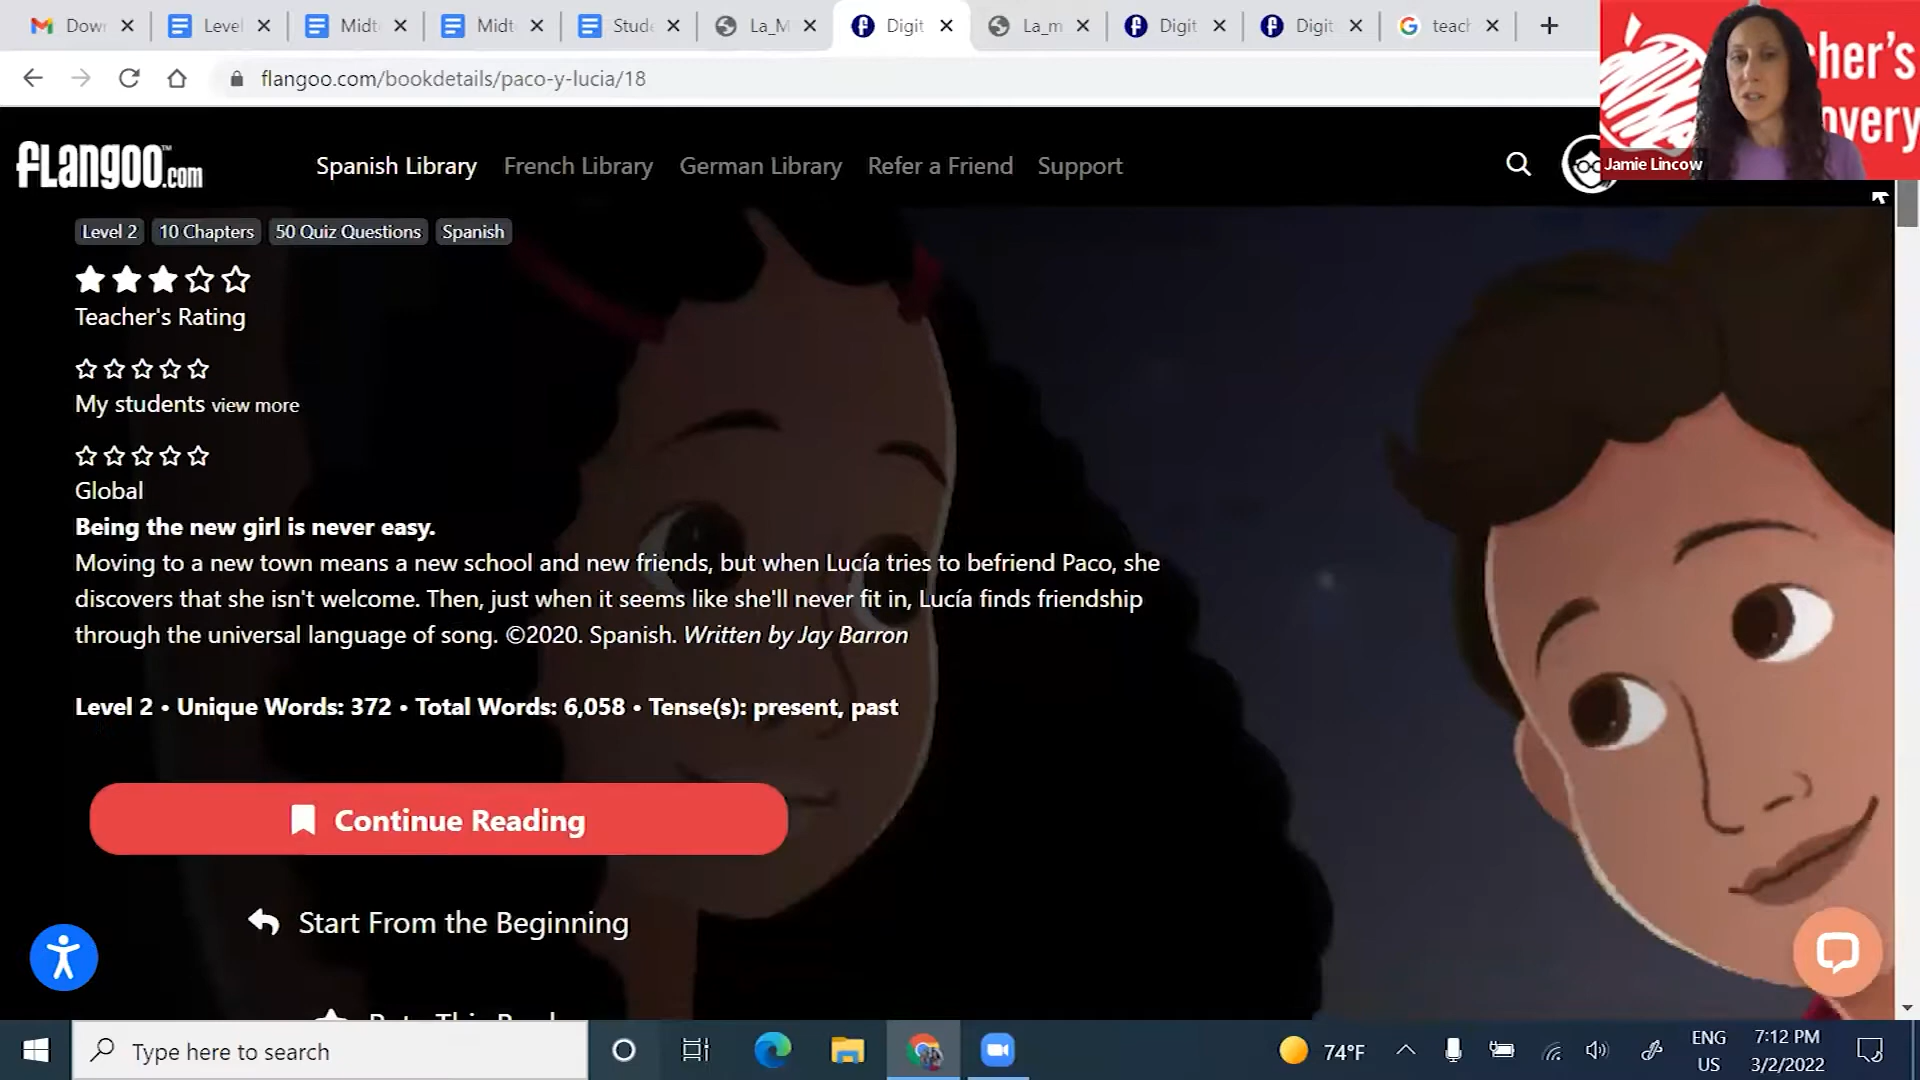 Dow
Level
Midt
Midt
Stude
La_M
Digit
La_m
Digit
Digit
teach
flangoo.com/bookdetails/paco-y-lucia/18
her's
overy
Jamie Lincow
FLangoo.com
Spanish Library
French Library
German Library
Refer a Friend
Support
Level 2
10 Chapters
50 Quiz Questions
Spanish
Teacher's Rating
My students view more
Global
Being the new girl is never easy.
Moving to a new town means a new school and new friends, but when Lucía tries to befriend Paco, she
discovers that she isn't welcome. Then, just when it seems like she'll never fit in, Lucía finds friendship
through the universal language of song. ©2020. Spanish. Written by Jay Barron
Level 2 • Unique Words: 372 • Total Words: 6,058 • Tense(s): present, past
Continue Reading
Start From the Beginning
Type here to search
74°F
ENG
US
7:12 PM
3/2/2022